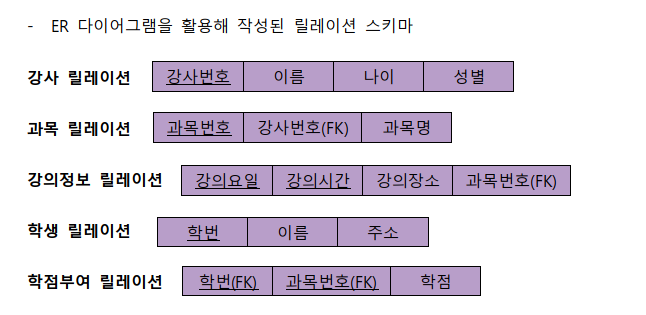 - ER 다이어그램을 활용해 작성된 릴레이션 스키마
강사 릴레이션 강사번호 이름 나이 성별
과목 릴레이션 과목번호 강사번호(FK) 과목명
강의정보 릴레이션 강의요일 강의시간 강의장소 과목번호(FK)
학생 릴레이션 학번 이름 주소
학점부여 릴레이션 학번(FK) 과목번호(FK) 학점